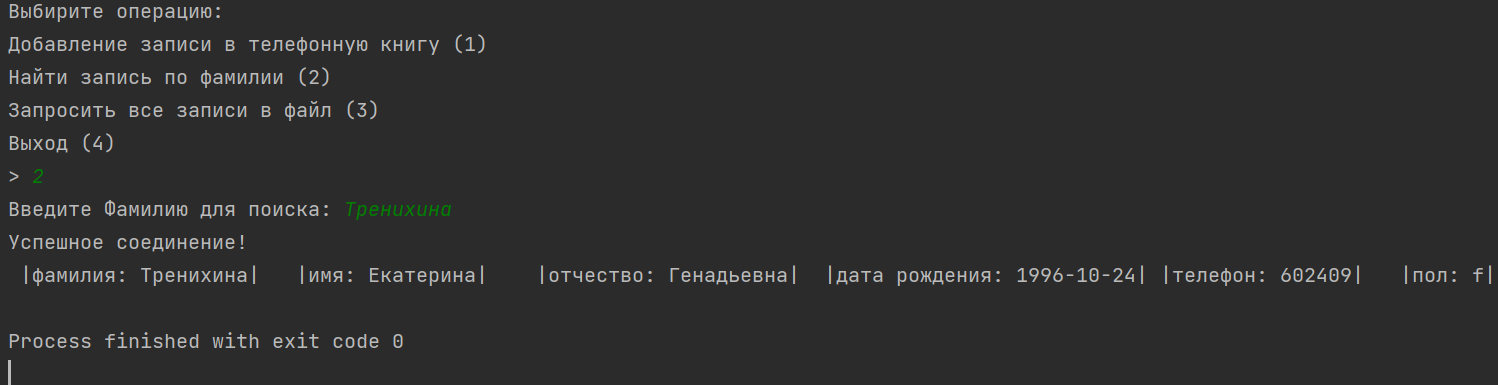 Выбирите операцию:
Добавление записи в телефонную книгу (1)
Найти запись по фамилии (2)
Запросить все записи в файл (3)
Выход (4)
> 2
Введите Фамилию для поиска: Тренихина
Успешное соединение!
|фамилия: Тренихина| |имя: Екатерина| |отчество: Генадьевна| |дата рождения: 1996-10-24| |телефон: 602409| |пол: f|
Process finished with exit code 0